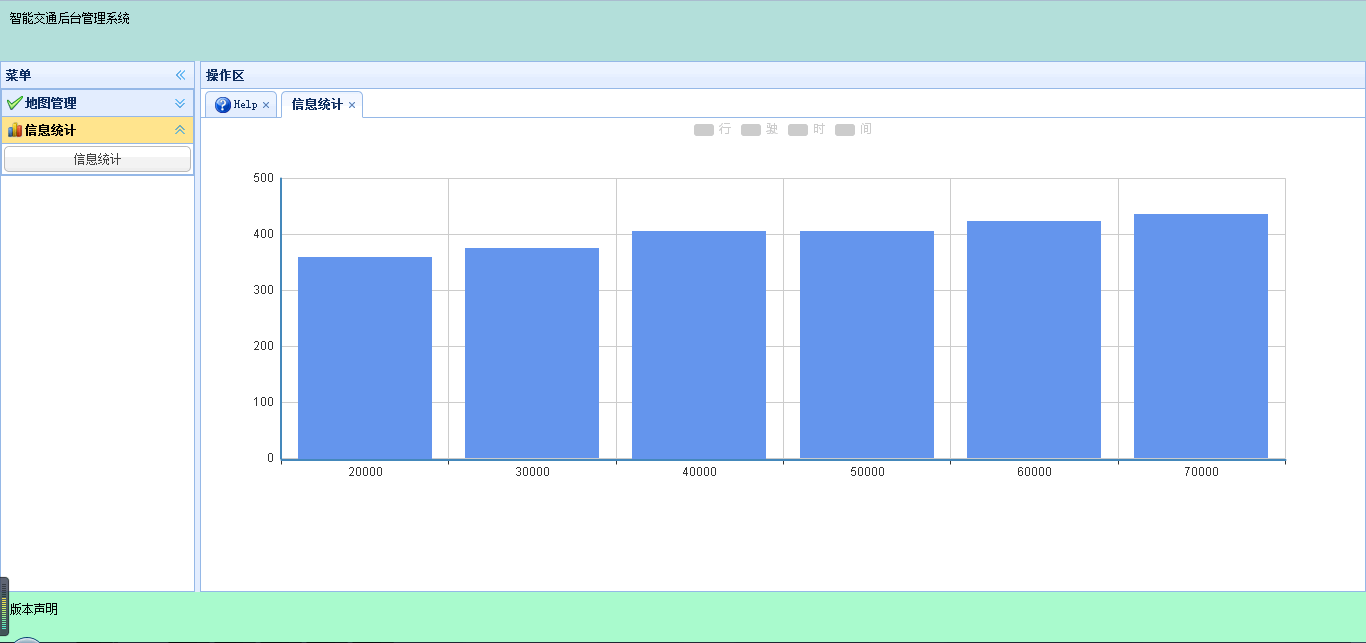 智能交通后台管理系统
菜单
地图管理
信息统计
信息统计
操作区
Help 信息统计
行 驶 时 间
500
400
300
200
100
0
20000 30000 40000 50000 60000 70000
版本声明